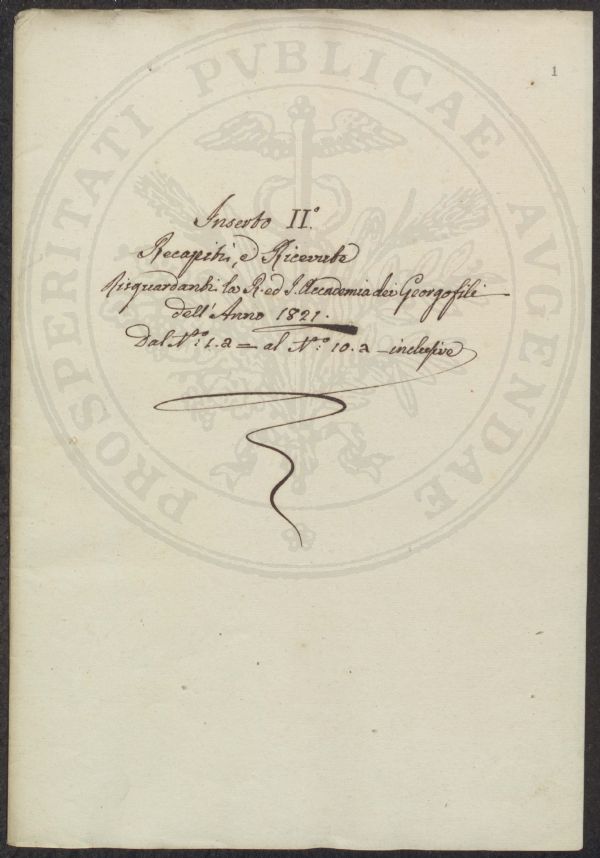 1
PROSPERITATI PVBLICAE AVGENDAE
Inserto II.°
Recapiti, e Ricevute
risguardanti la R. ed I. Accademia dei Georgofili
dell'Anno 1821.
Dal N.° 1. a = al N.° 10. a - inclusive